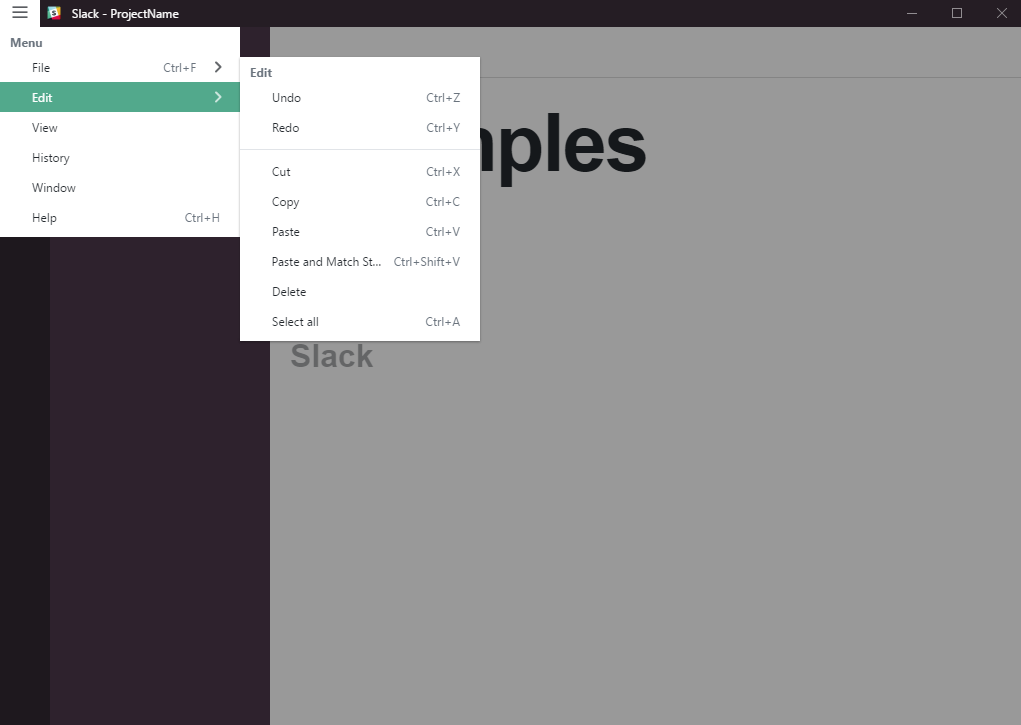 Slack - ProjectName
Menu
File Ctrl+F
Edit
View
History
Window
Help Ctrl+H
Edit
Undo Ctrl+Z
Redo Ctrl+Y
Cut Ctrl+X
Copy Ctrl+C
Paste Ctrl+V
Paste and Match St... Ctrl+Shift+V
Delete
Select all Ctrl+A
ples
Slack